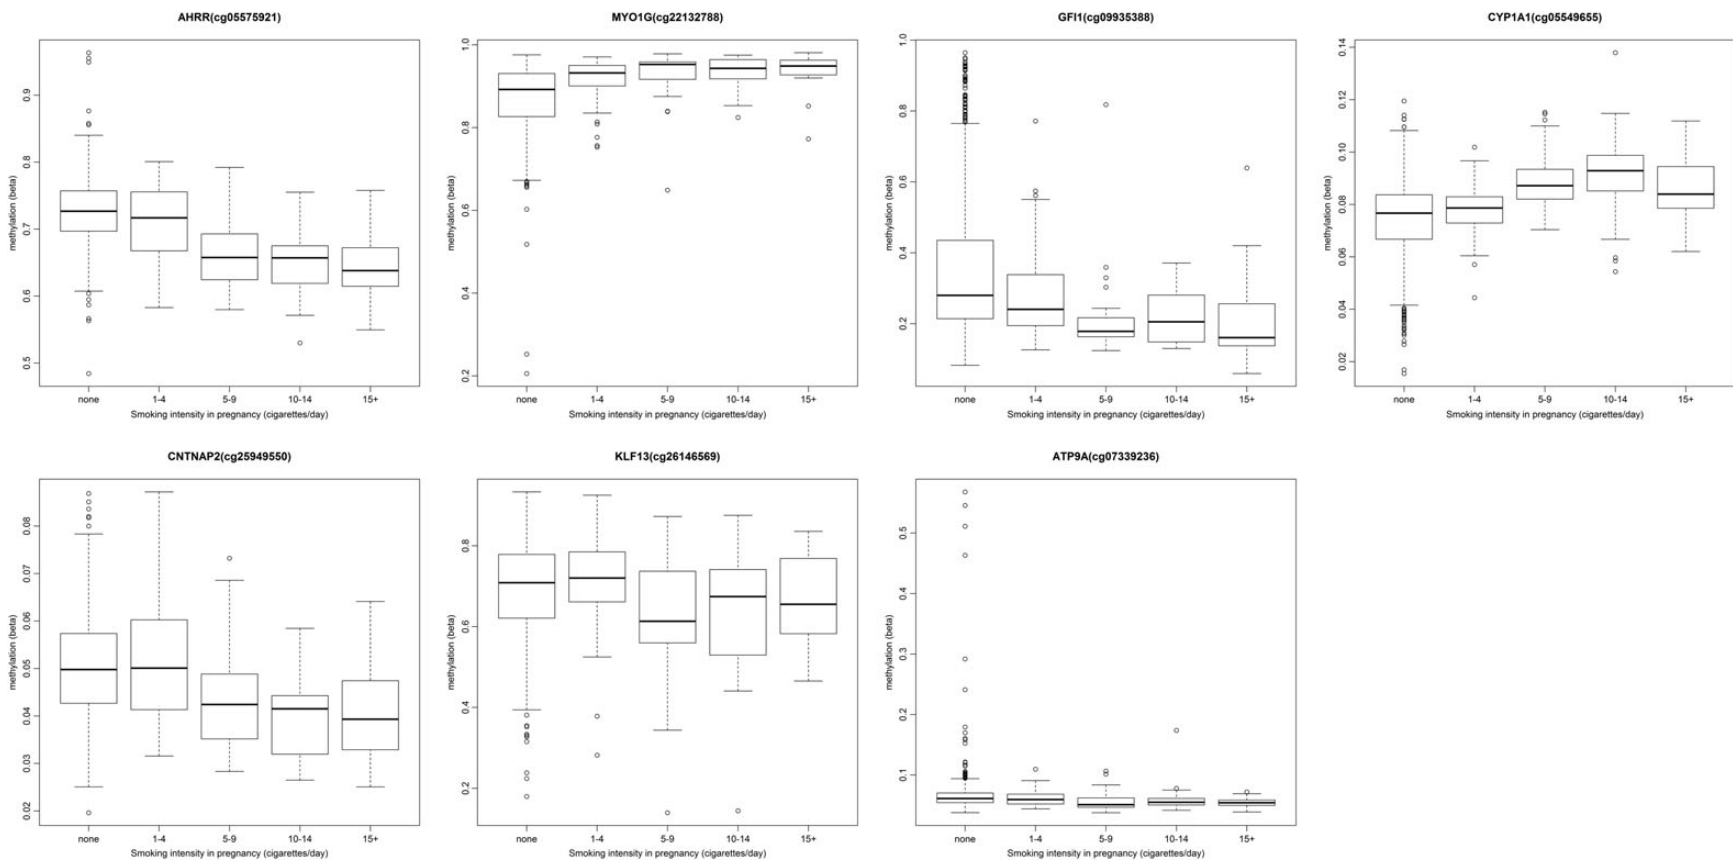 AHRR(cg05575921)
methylation (beta)
0.9
0.8
0.7
0.6
0.5
none 1-4 5-9 10-14 15+
Smoking intensity in pregnancy (cigarettes/day)
MYO1G(cg22132788)
methylation (beta)
1.0
0.8
0.6
0.4
0.2
none 1-4 5-9 10-14 15+
Smoking intensity in pregnancy (cigarettes/day)
GFI1(cg09935388)
methylation (beta)
1.0
0.8
0.6
0.4
0.2
none 1-4 5-9 10-14 15+
Smoking intensity in pregnancy (cigarettes/day)
CYP1A1(cg05549655)
methylation (beta)
0.14
0.12
0.10
0.08
0.06
0.04
0.02
none 1-4 5-9 10-14 15+
Smoking intensity in pregnancy (cigarettes/day)
CNTNAP2(cg25949550)
methylation (beta)
0.08
0.07
0.06
0.05
0.04
0.03
0.02
none 1-4 5-9 10-14 15+
Smoking intensity in pregnancy (cigarettes/day)
KLF13(cg26146569)
methylation (beta)
0.8
0.6
0.4
0.2
none 1-4 5-9 10-14 15+
Smoking intensity in pregnancy (cigarettes/day)
ATP9A(cg07339236)
methylation (beta)
0.5
0.4
0.3
0.2
0.1
none 1-4 5-9 10-14 15+
Smoking intensity in pregnancy (cigarettes/day)